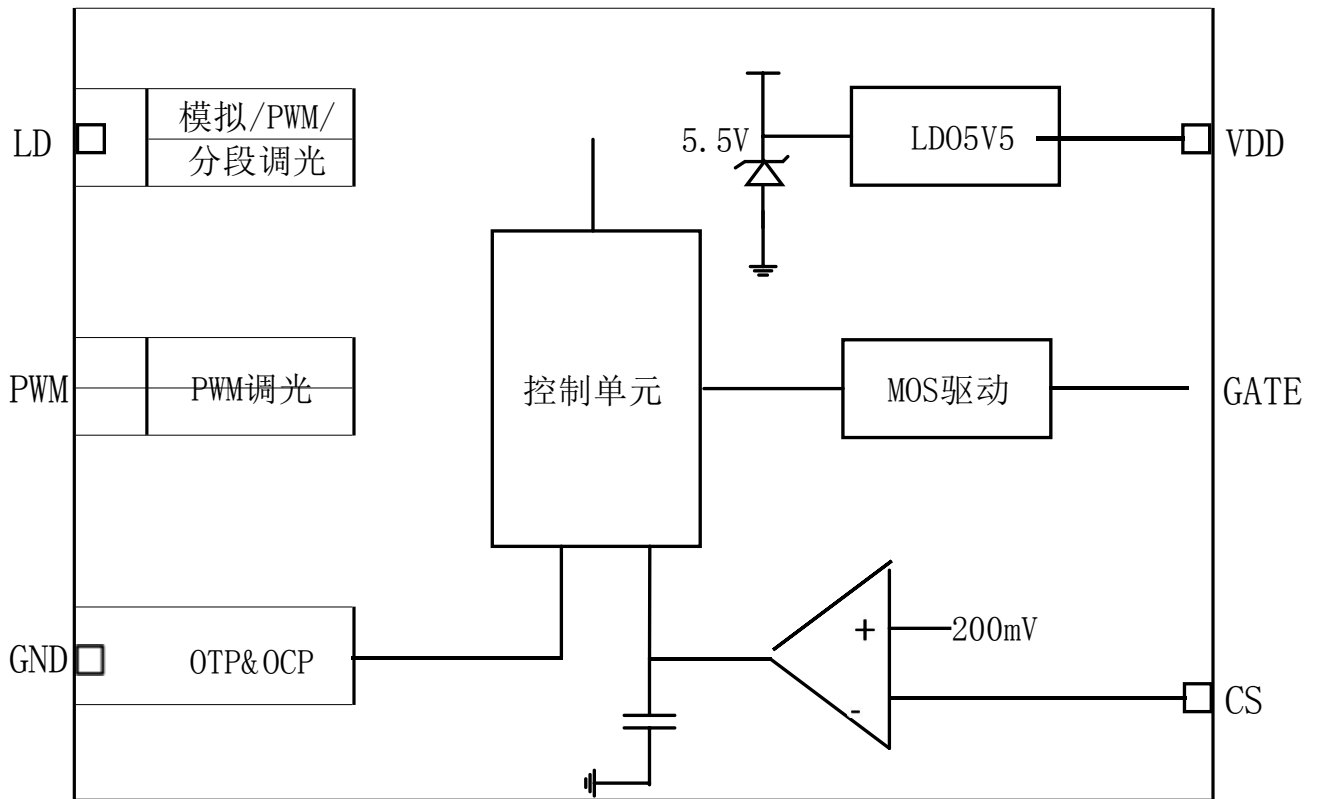 LD
模拟/PWM/
分段调光
5.5V
LDO5V5
VDD
PWM
PWM调光
控制单元
MOS驱动
GATE
GND
OTP&OCP
+
200mV
-
CS